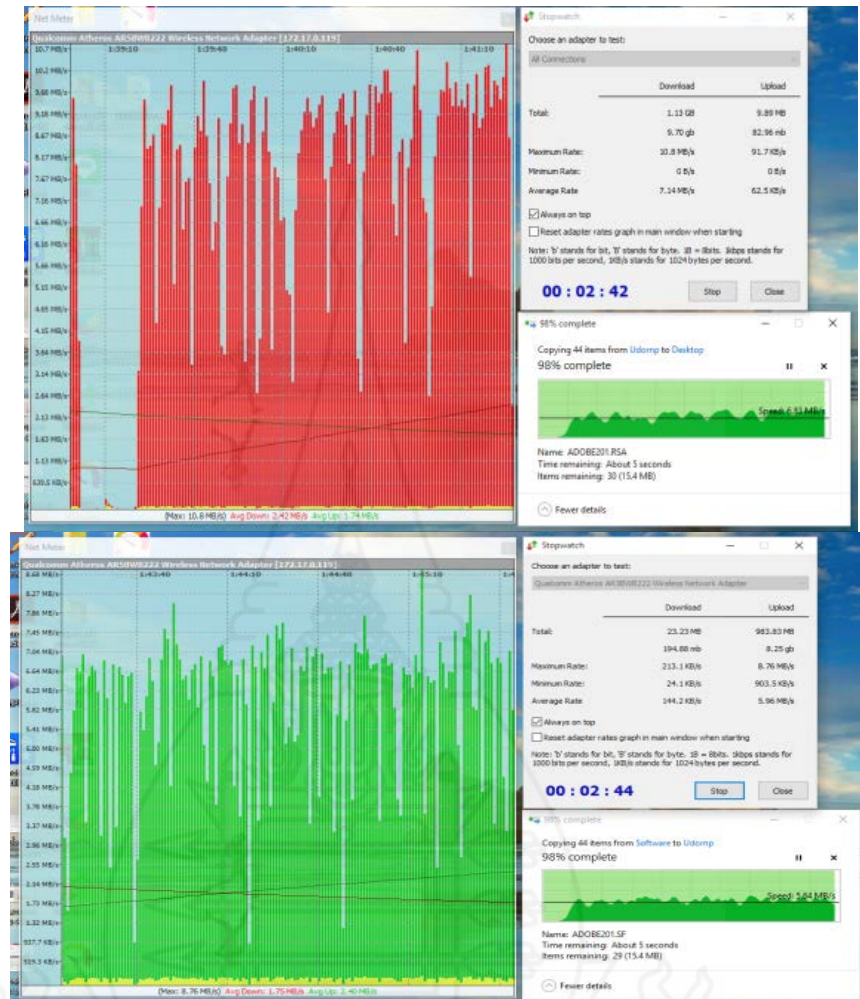 Net Meter
Qualcomm Atheros AR5BWB222 Wireless Network Adapter [172.17.0.119]
10.7 MB/s 1:39:10 1:39:40 1:40:10 1:40:40 1:41:10
10.2 MB/s
9.68 MB/s
9.18 MB/s
8.67 MB/s
8.17 MB/s
7.67 MB/s
7.16 MB/s
6.66 MB/s
6.16 MB/s
5.66 MB/s
5.15 MB/s
4.65 MB/s
4.15 MB/s
3.64 MB/s
3.14 MB/s
2.64 MB/s
2.13 MB/s
1.63 MB/s
1.13 MB/s
639.5 KB/s
(Max: 10.8 MB/s) Avg Down: 2.42 MB/s Avg Up: 1.74 MB/s
Stopwatch
Choose an adapter to test:
All Connections
Download Upload
Total: 1.13 GB 9.89 MB
9.70 gb 82.96 mb
Maximum Rate: 10.8 MB/s 91.7 KB/s
Minimum Rate: 0 B/s 0 B/s
Average Rate 7.14 MB/s 62.5 KB/s
Always on top
Reset adapter rates graph in main window when starting
Note: 'b' stands for bit, 'B' stands for byte. 1B = 8bits. 1kbps stands for
1000 bits per second, 1KB/s stands for 1024 bytes per second.
00 : 02 : 42 Stop Close
98% complete
Copying 44 items from Udornp to Desktop
98% complete
Speed: 6.93 MB/s
Name: ADOBE201.RSA
Time remaining: About 5 seconds
Items remaining: 30 (15.4 MB)
Fewer details
Net Meter
Qualcomm Atheros AR5BWB222 Wireless Network Adapter [172.17.0.119]
8.68 MB/s 1:43:40 1:44:10 1:44:40 1:45:10
8.27 MB/s
7.86 MB/s
7.45 MB/s
7.04 MB/s
6.64 MB/s
6.23 MB/s
5.82 MB/s
5.41 MB/s
5.00 MB/s
4.59 MB/s
4.18 MB/s
3.78 MB/s
3.37 MB/s
2.96 MB/s
2.55 MB/s
2.14 MB/s
1.73 MB/s
1.32 MB/s
937.7 KB/s
519.3 KB/s
(Max: 8.76 MB/s) Avg Down: 1.75 MB/s Avg Up: 2.40 MB/s
Stopwatch
Choose an adapter to test:
Qualcomm Atheros AR5BWB222 Wireless Network Adapter
Download Upload
Total: 23.23 MB 983.83 MB
194.88 mb 8.25 gb
Maximum Rate: 213.1 KB/s 8.76 MB/s
Minimum Rate: 24.1 KB/s 903.5 KB/s
Average Rate 144.2 KB/s 5.96 MB/s
Always on top
Reset adapter rates graph in main window when starting
Note: 'b' stands for bit, 'B' stands for byte. 1B = 8bits. 1kbps stands for
1000 bits per second, 1KB/s stands for 1024 bytes per second.
00 : 02 : 44 Stop Close
98% complete
Copying 44 items from Software to Udornp
98% complete
Speed: 5.64 MB/s
Name: ADOBE201.SF
Time remaining: About 5 seconds
Items remaining: 29 (15.4 MB)
Fewer details